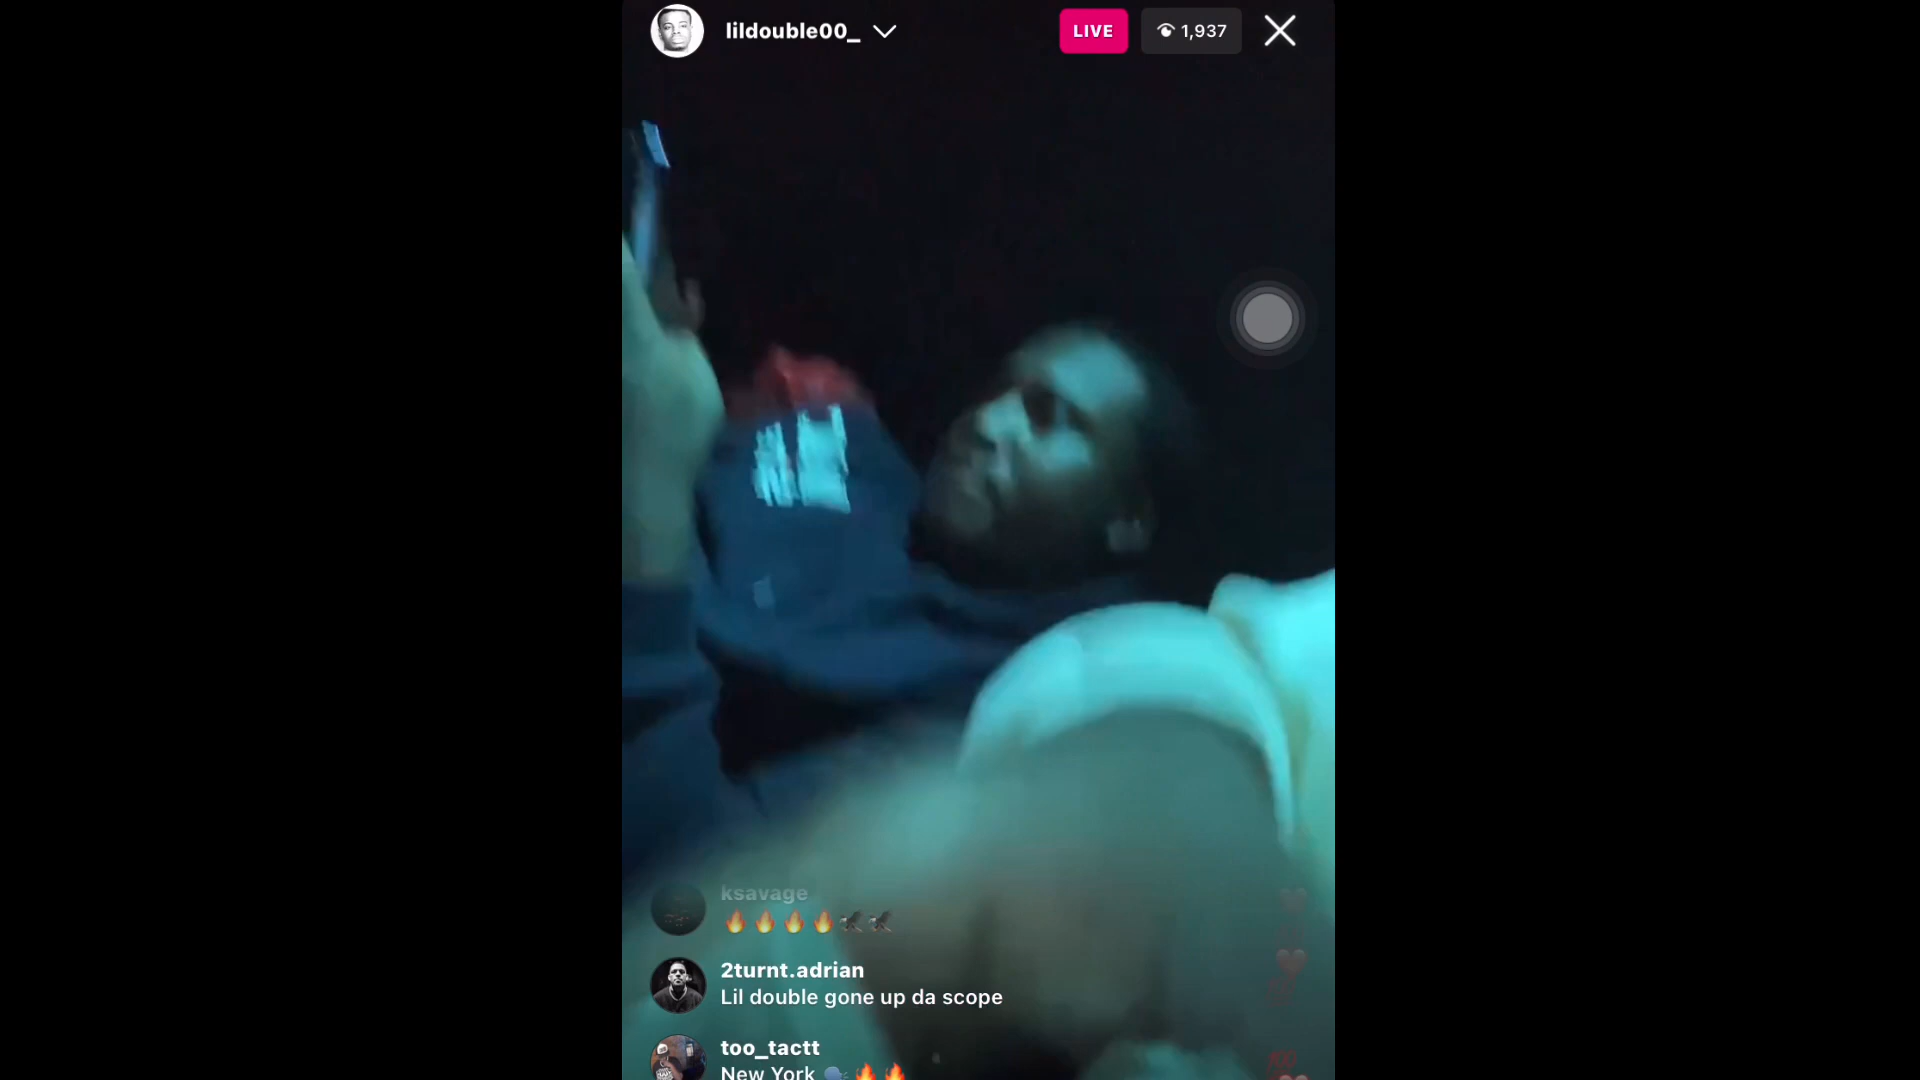 lildouble00_
LIVE
1,937
ksavage
🔥🔥🔥🔥🦅🦅
2turnt.adrian
Lil double gone up da scope
too_tactt
New York 🗣️🔥🔥